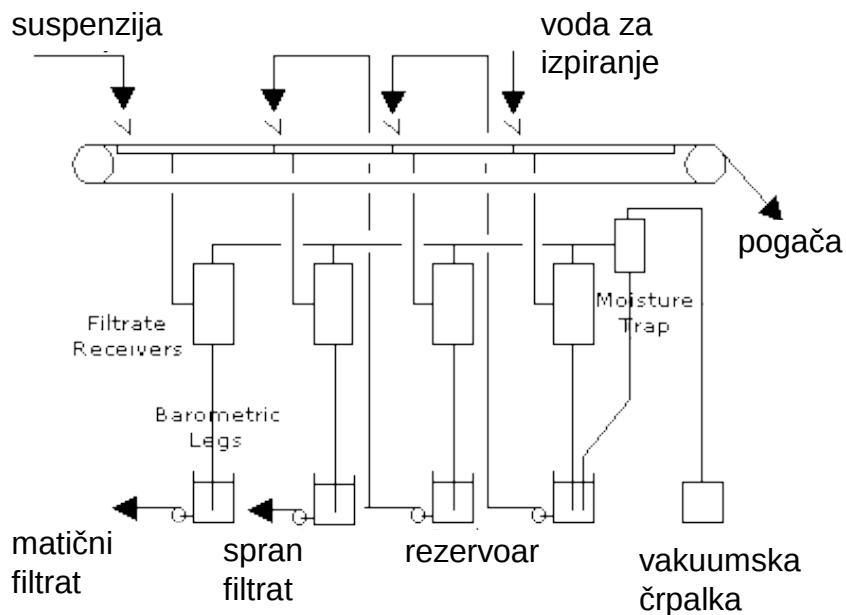 suspenzija
voda za
izpiranje
pogača
Filtrate
Receivers
Moisture
Trap
Barometric
Legs
matični
filtrat
spran
filtrat
rezervoar
vakuumska
črpalka